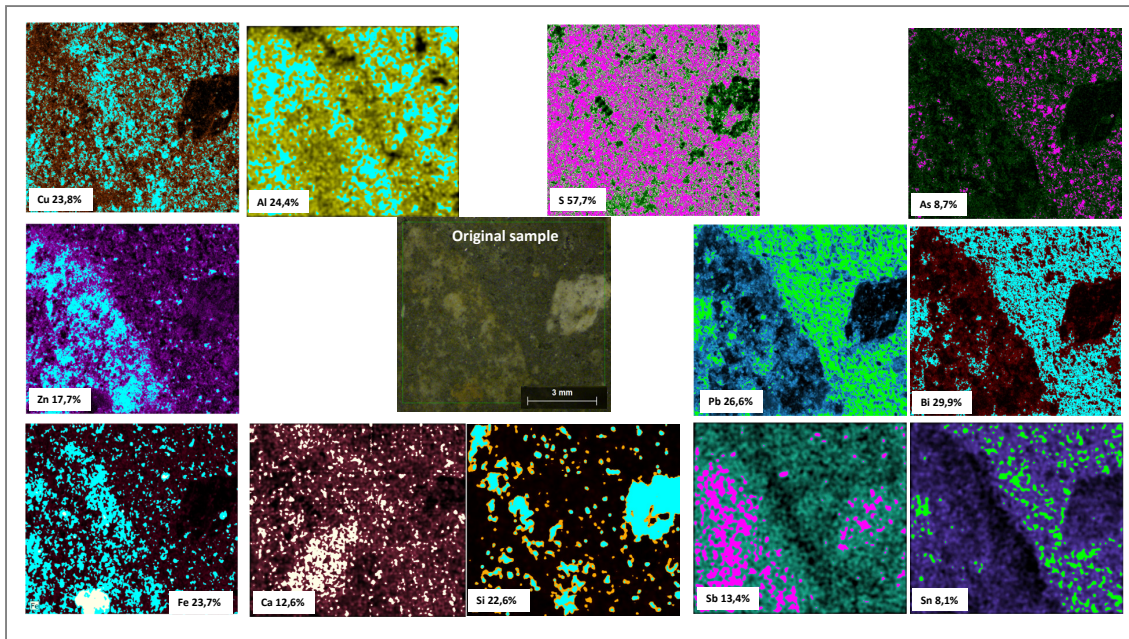 Cu 23,8%
Al 24,4%
S 57,7%
As 8,7%
Original sample
3 mm
Zn 17,7%
Pb 26,6%
Bi 29,9%
Fe 23,7%
Ca 12,6%
Si 22,6%
Sb 13,4%
Sn 8,1%